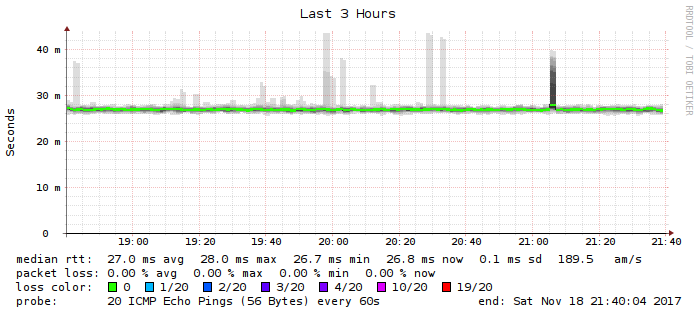 Last 3 Hours
RRDTOOL / TOBI OETIKER
Seconds
40 m
30 m
20 m
10 m
0
19:00 19:20 19:40 20:00 20:20 20:40 21:00 21:20 21:40
median rtt: 27.0 ms avg 28.0 ms max 26.7 ms min 26.8 ms now 0.1 ms sd 189.5 am/s
packet loss: 0.00 % avg 0.00 % max 0.00 % min 0.00 % now
loss color: 0 1/20 2/20 3/20 4/20 10/20 19/20
probe: 20 ICMP Echo Pings (56 Bytes) every 60s end: Sat Nov 18 21:40:04 2017